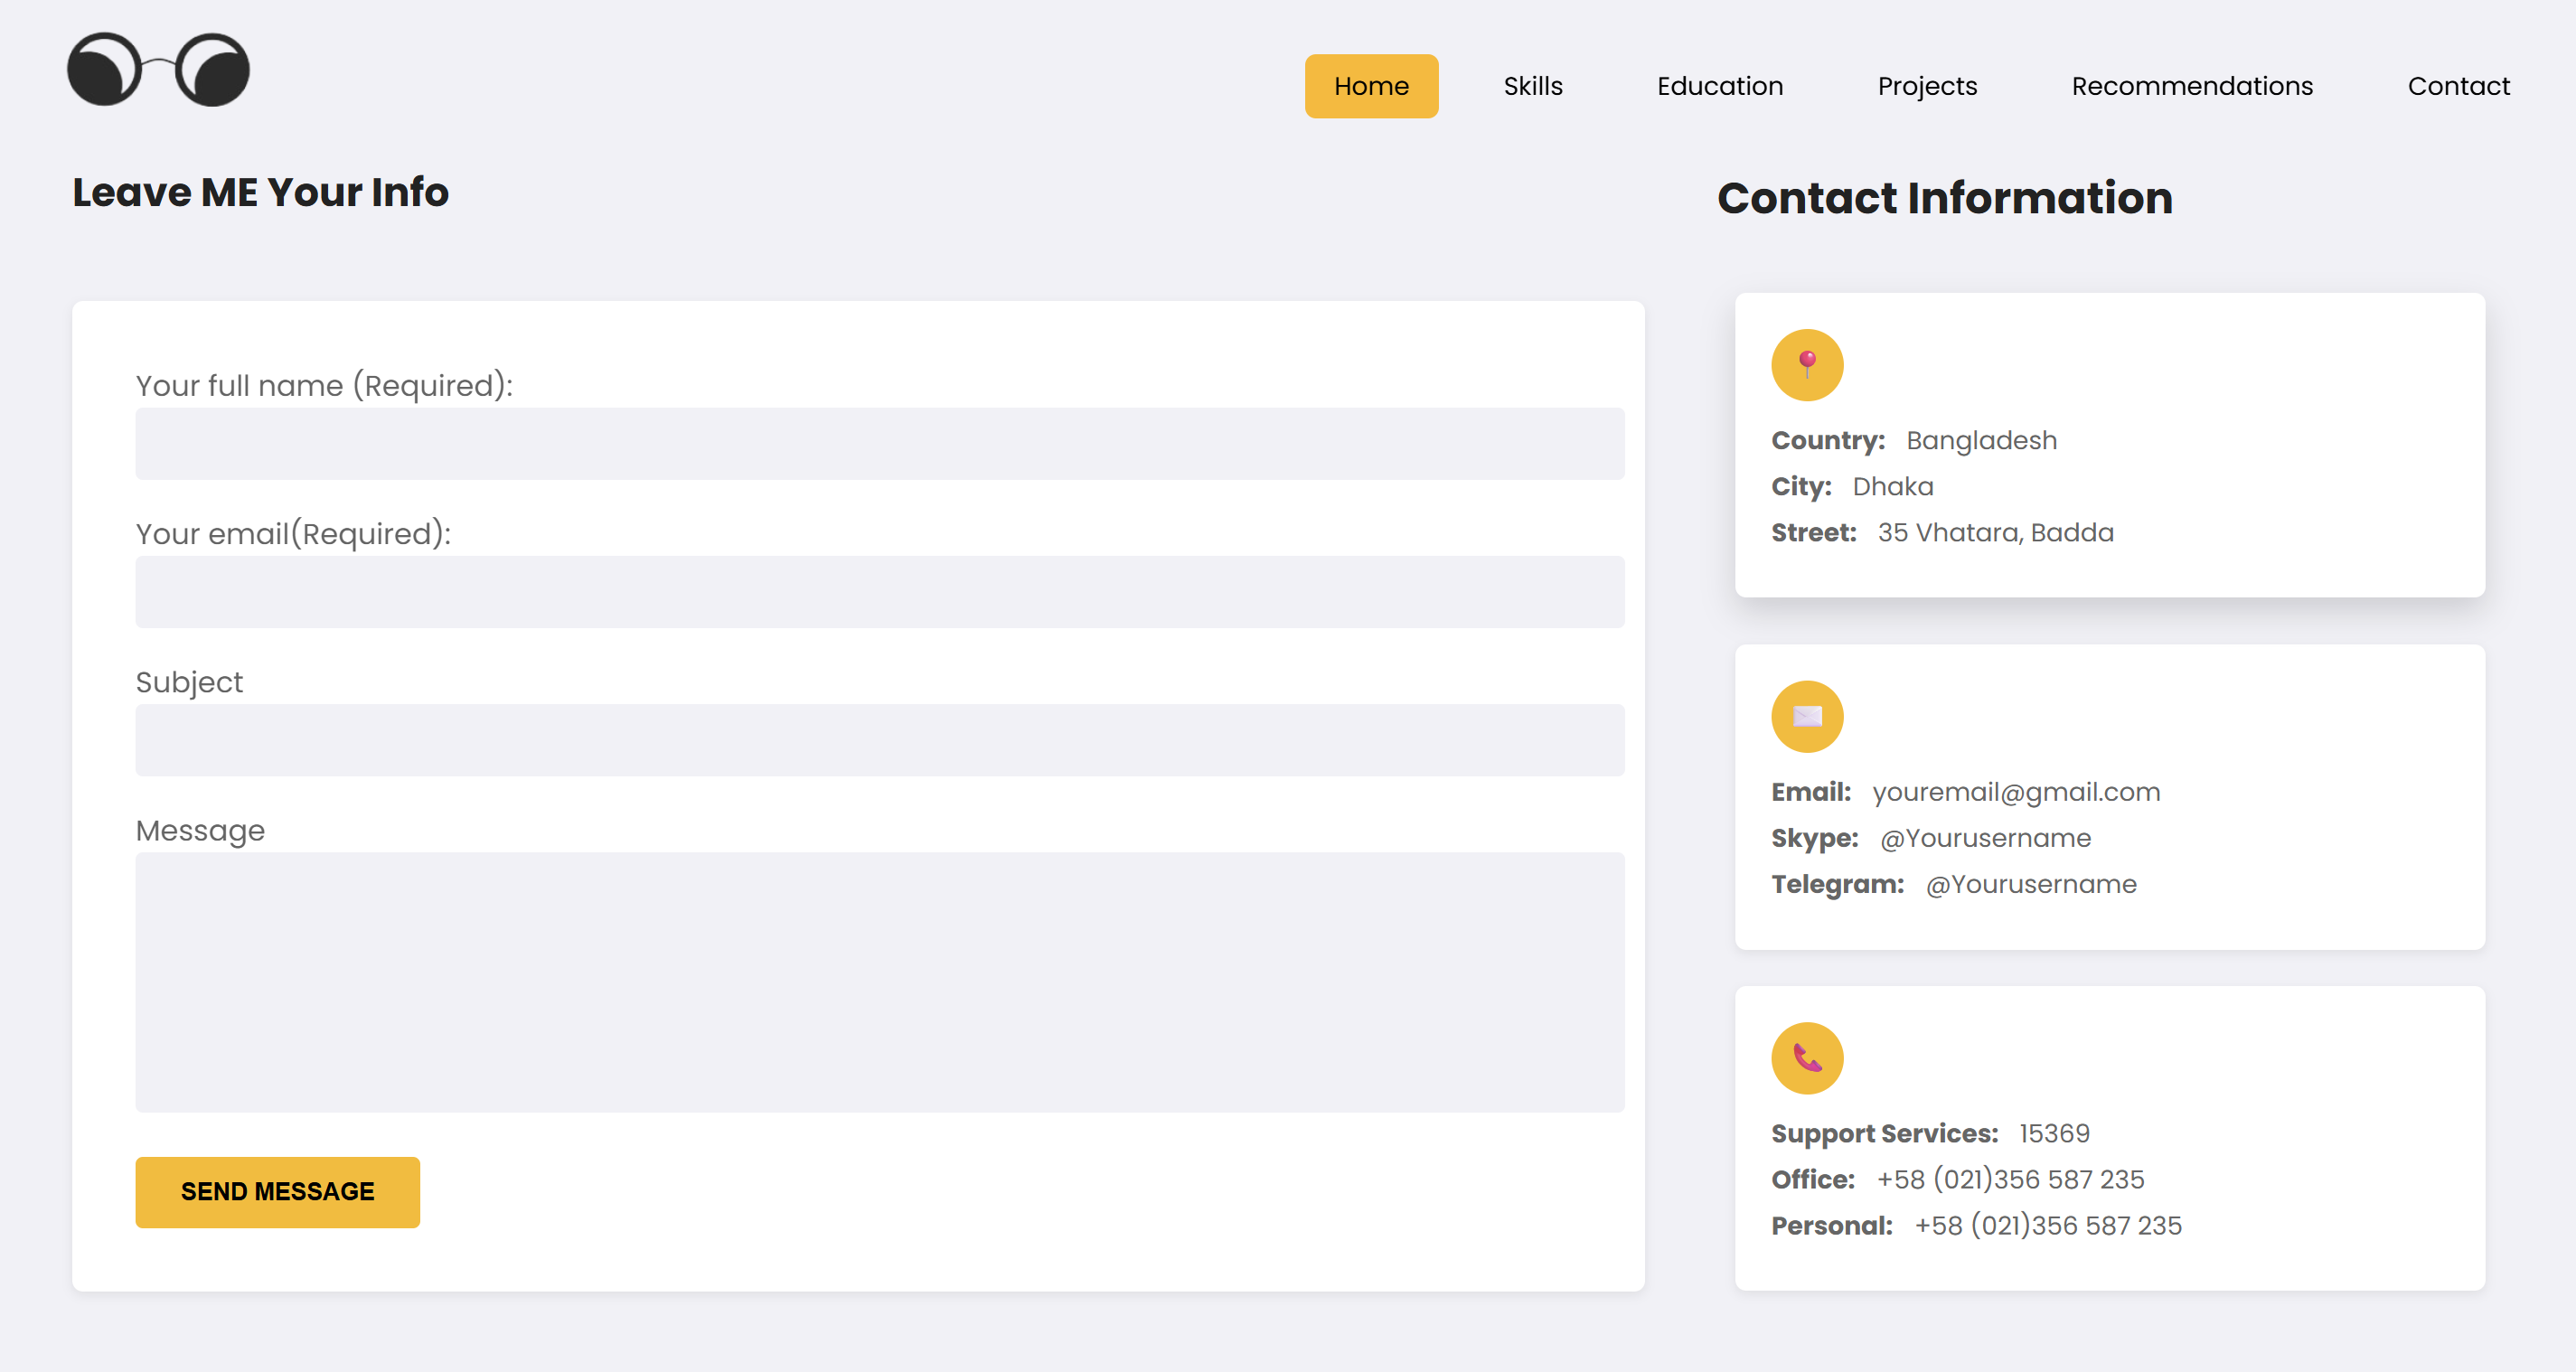 Home Skills Education Projects Recommendations Contact
Leave ME Your Info
Your full name (Required):
Your email(Required):
Subject
Message
SEND MESSAGE
Contact Information
Country: Bangladesh
City: Dhaka
Street: 35 Vhatara, Badda
Email: youremail@gmail.com
Skype: @Yourusername
Telegram: @Yourusername
Support Services: 15369
Office: +58 (021)356 587 235
Personal: +58 (021)356 587 235